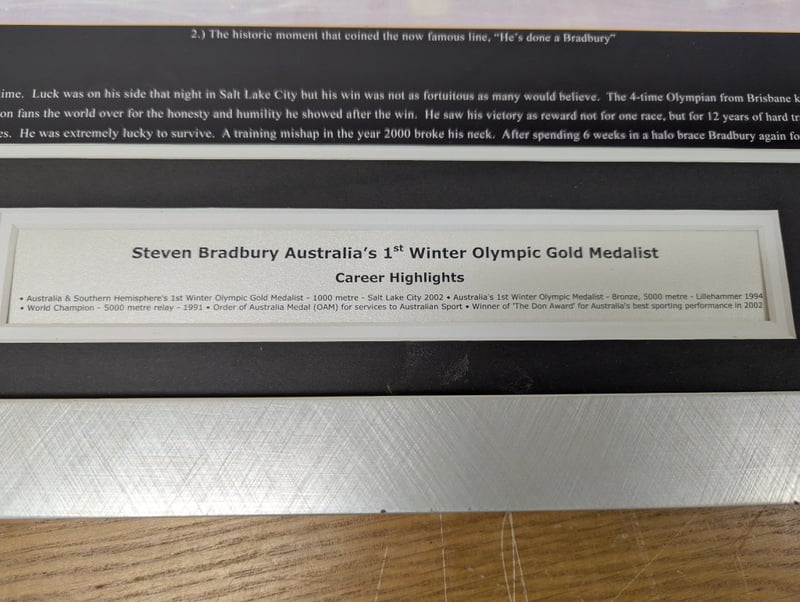 2.) The historic moment that coined the now famous line, "He's done a Bradbury"
ime. Luck was on his side that night in Salt Lake City but his win was not as fortuitous as many would believe. The 4-time Olympian from Brisbane k
on fans the world over for the honesty and humility he showed after the win. He saw his victory as reward not for one race, but for 12 years of hard tr
es. He was extremely lucky to survive. A training mishap in the year 2000 broke his neck. After spending 6 weeks in a halo brace Bradbury again fo
Steven Bradbury Australia's 1st Winter Olympic Gold Medalist
Career Highlights
• Australia & Southern Hemisphere's 1st Winter Olympic Gold Medalist - 1000 metre - Salt Lake City 2002 • Australia's 1st Winter Olympic Medalist - Bronze, 5000 metre - Lillehammer 1994
• World Champion - 5000 metre relay - 1991 • Order of Australia Medal (OAM) for services to Australian Sport • Winner of 'The Don Award' for Australia's best sporting performance in 2002